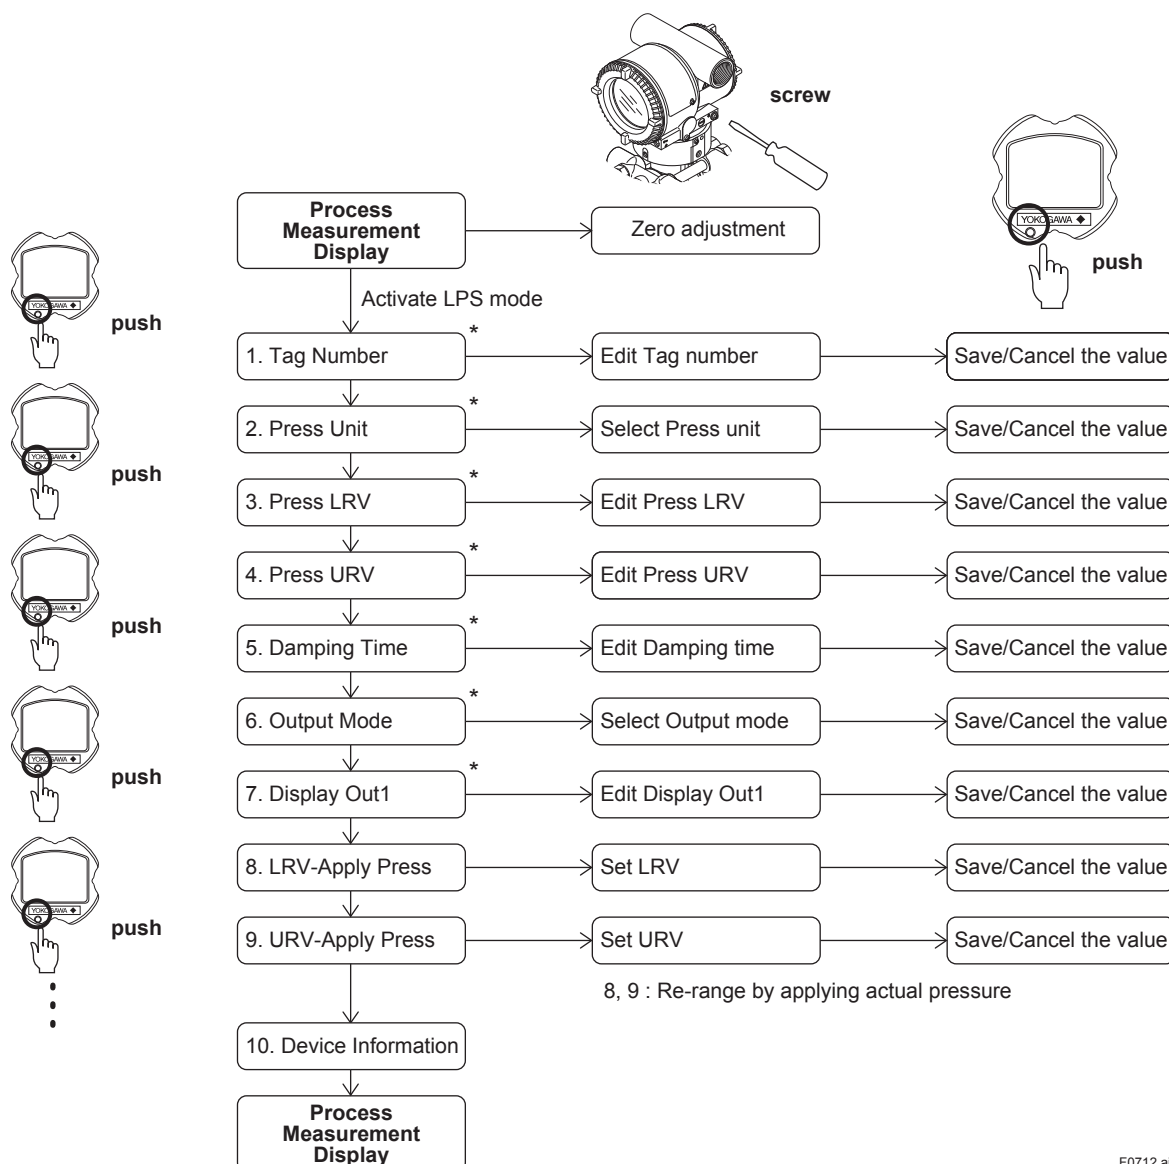 screw
YOKOGAWA ◆
push
Process
Measurement
Display
Zero adjustment
Activate LPS mode
push
push
push
push
push
1. Tag Number
*
Edit Tag number
Save/Cancel the value
2. Press Unit
*
Select Press unit
Save/Cancel the value
3. Press LRV
*
Edit Press LRV
Save/Cancel the value
4. Press URV
*
Edit Press URV
Save/Cancel the value
5. Damping Time
*
Edit Damping time
Save/Cancel the value
6. Output Mode
*
Select Output mode
Save/Cancel the value
7. Display Out1
*
Edit Display Out1
Save/Cancel the value
8. LRV-Apply Press
Set LRV
Save/Cancel the value
9. URV-Apply Press
Set URV
Save/Cancel the value
8, 9 : Re-range by applying actual pressure
10. Device Information
Process
Measurement
Display